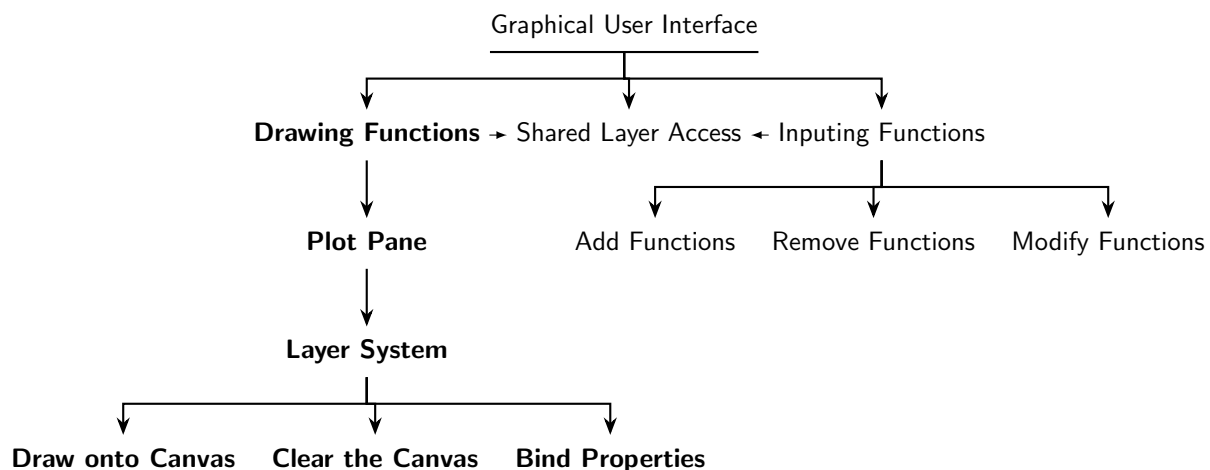 Graphical User Interface
Drawing Functions Shared Layer Access Inputing Functions
Plot Pane Add Functions Remove Functions Modify Functions
Layer System
Draw onto Canvas Clear the Canvas Bind Properties